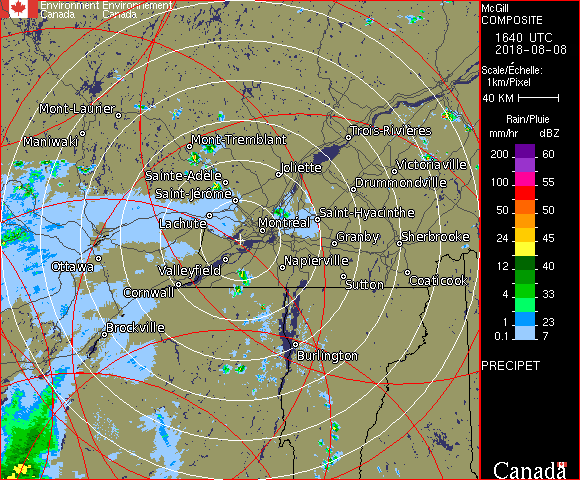 Environment Environnement
Canada Canada
McGill
COMPOSITE
1640 UTC
2018-08-08
Scale/Échelle:
1km/Pixel
40 KM
Rain/Pluie
mm/hr dBZ
200 60
55
100 55
50 50
24 45
12 40
4 33
1 23
0.1 7
PRECIPET
Canada
Mont-Laurier
Maniwaki
Mont-Tremblant
Trois-Rivières
Sainte-Adèle
Joliette
Victoriaville
Saint-Jérôme
Drummondville
Lachute
Montréal
Saint-Hyacinthe
Granby
Sherbrooke
Ottawa
Valleyfield
Napierville
Cornwall
Sutton
Coaticook
Brockville
Burlington